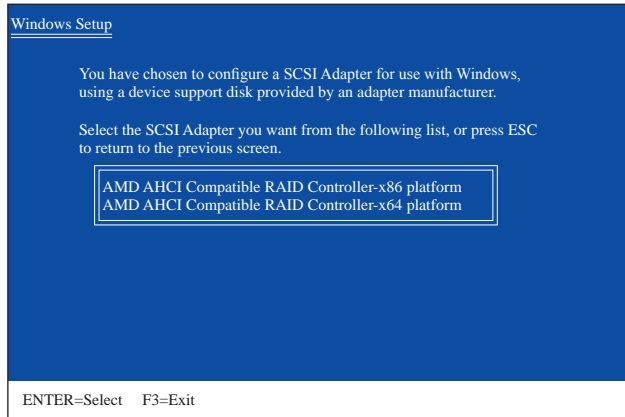 Windows Setup
You have chosen to configure a SCSI Adapter for use with Windows,
using a device support disk provided by an adapter manufacturer.
Select the SCSI Adapter you want from the following list, or press ESC
to return to the previous screen.
AMD AHCI Compatible RAID Controller-x86 platform
AMD AHCI Compatible RAID Controller-x64 platform
ENTER=Select F3=Exit